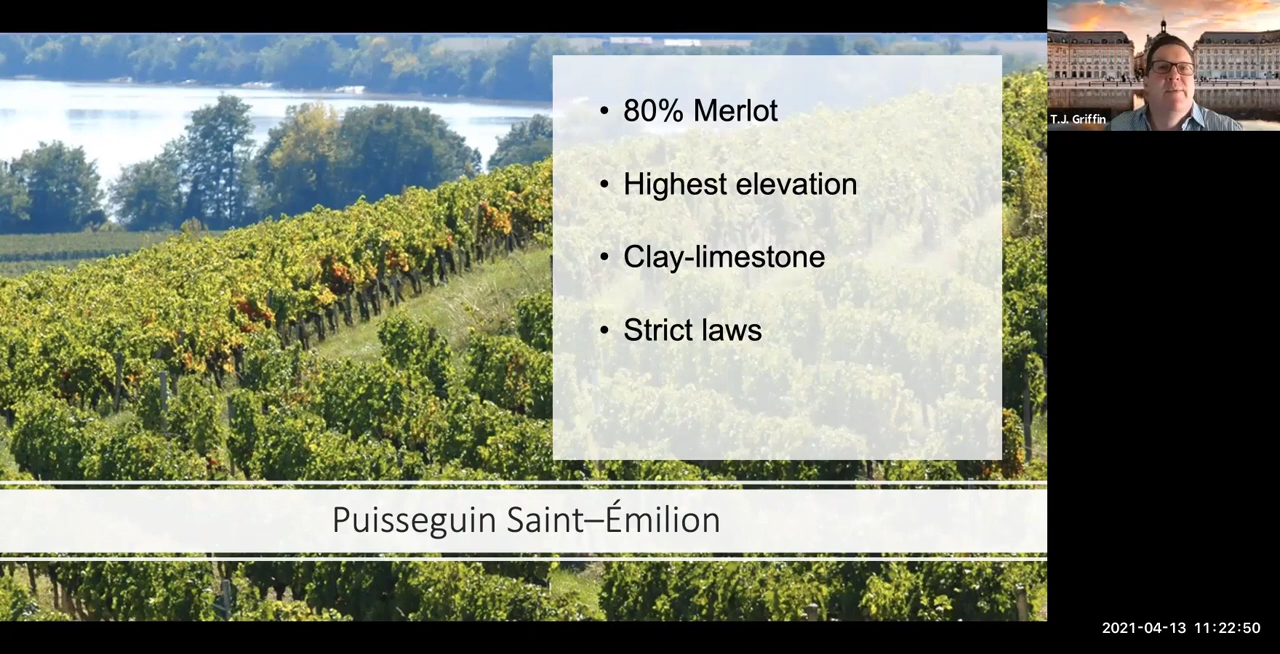 • 80% Merlot
• Highest elevation
• Clay-limestone
• Strict laws
Puisseguin Saint–Émilion
T.J. Griffin
2021-04-13 11:22:50